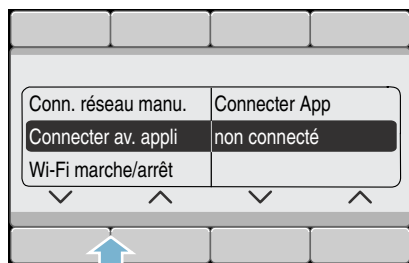 Conn. réseau manu. Connecter App
Connecter av. appli non connecté
Wi-Fi marche/arrêt